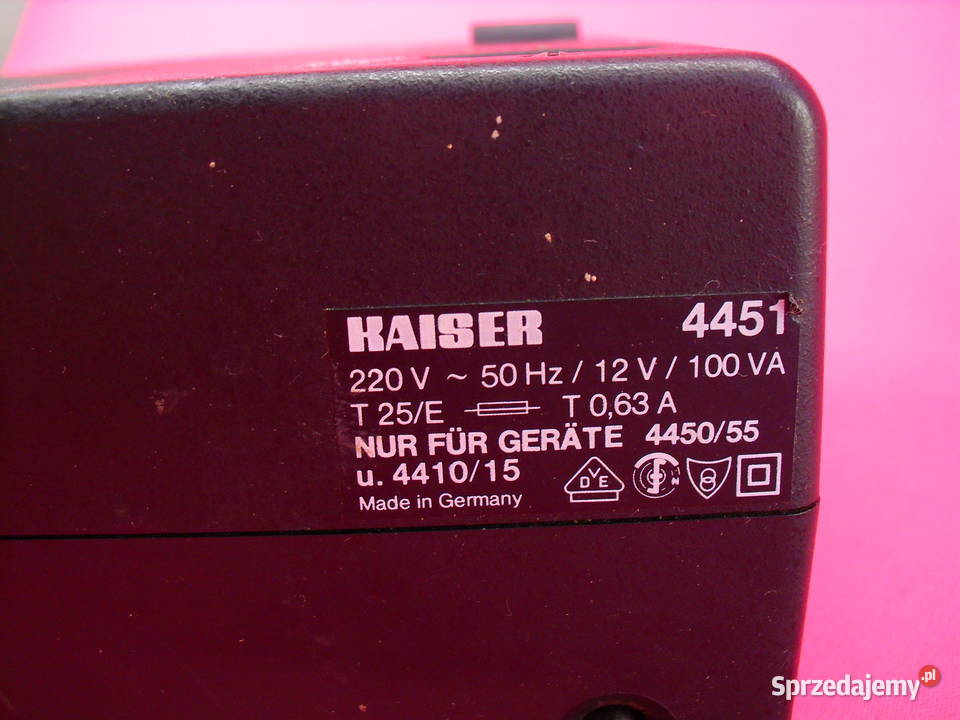 KAISER 4451
220 V ~ 50 Hz / 12 V / 100 VA
T 25/E T 0,63 A
NUR FÜR GERÄTE 4450/55
u. 4410/15
Made in Germany
DVE
N
Sprzedajemy.pl